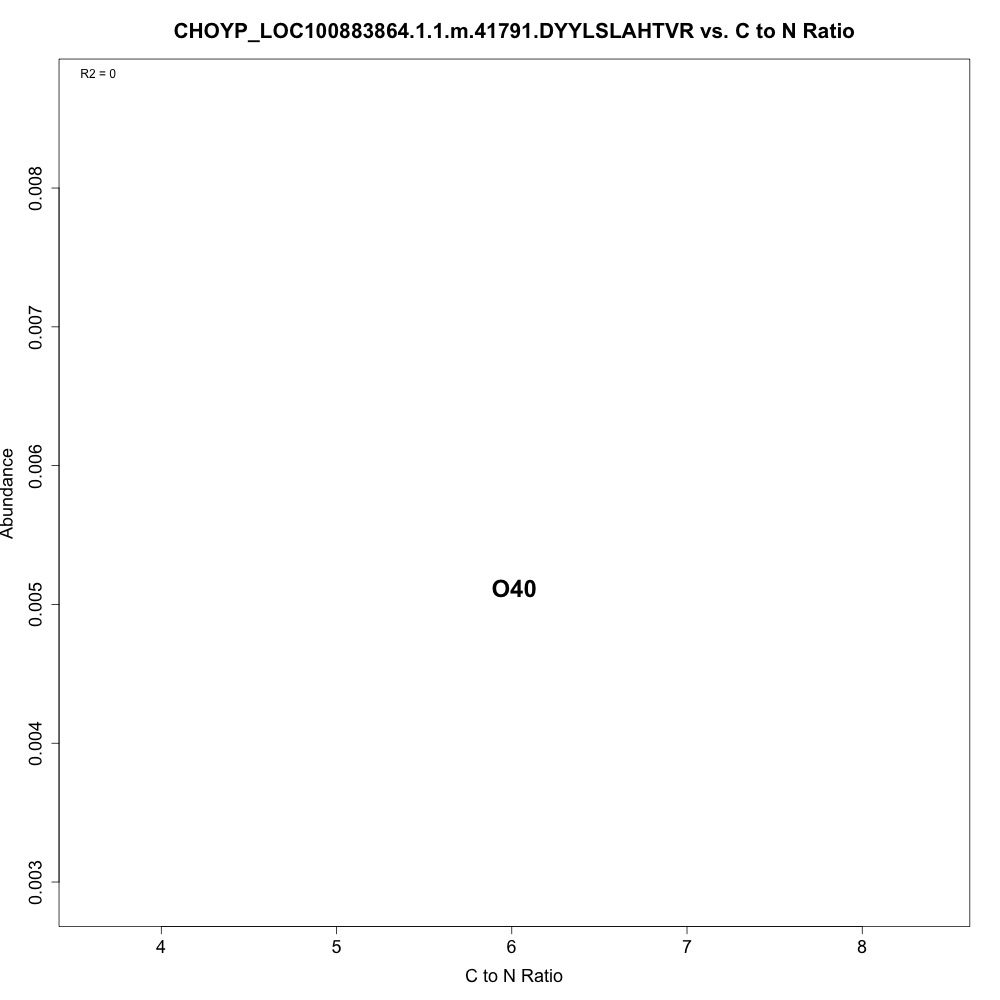 CHOYP_LOC100883864.1.1.m.41791.DYYLSLAHTVR vs. C to N Ratio
R2 = 0
0.008
0.007
0.006
Abundance
O40
0.005
0.004
0.003
4 5 6 7 8
C to N Ratio